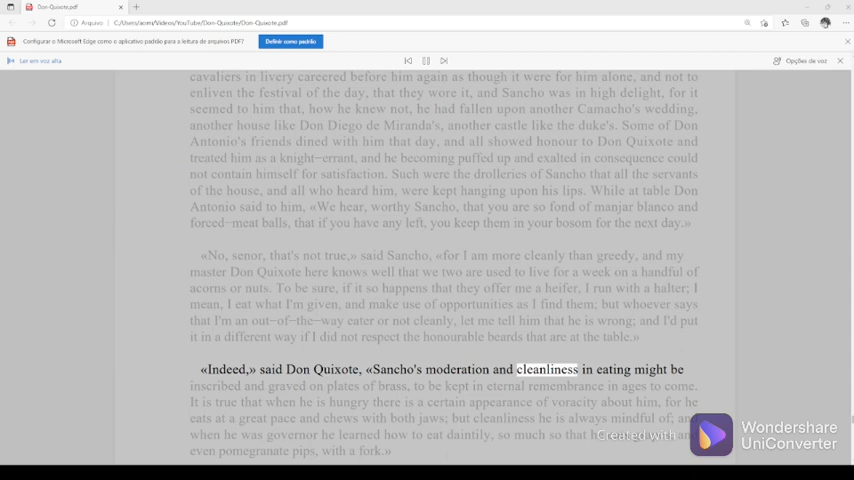 Don-Quixote.pdf
Arquivo | C:/Users/acers/Videos/YouTube/Don-Quixote/Don-Quixote.pdf
Configurar o Microsoft Edge como o aplicativo padrão para a leitura de arquivos PDF? Definir como padrão
Ler em voz alta Opções de voz
cavaliers in livery careered before him again as though it were for him alone, and not to
enliven the festival of the day, that they wore it, and Sancho was in high delight, for it
seemed to him that, how he knew not, he had fallen upon another Camacho's wedding,
another house like Don Diego de Miranda's, another castle like the duke's. Some of Don
Antonio's friends dined with him that day, and all showed honour to Don Quixote and
treated him as a knight−errant, and he becoming puffed up and exalted in consequence could
not contain himself for satisfaction. Such were the drolleries of Sancho that all the servants
of the house, and all who heard him, were kept hanging upon his lips. While at table Don
Antonio said to him, «We hear, worthy Sancho, that you are so fond of manjar blanco and
forced−meat balls, that if you have any left, you keep them in your bosom for the next day.»
«No, senor, that's not true,» said Sancho, «for I am more cleanly than greedy, and my
master Don Quixote here knows well that we two are used to live for a week on a handful of
acorns or nuts. To be sure, if it so happens that they offer me a heifer, I run with a halter; I
mean, I eat what I'm given, and make use of opportunities as I find them; but whoever says
that I'm an out−of−the−way eater or not cleanly, let me tell him that he is wrong; and I'd put
it in a different way if I did not respect the honourable beards that are at the table.»
«Indeed,» said Don Quixote, «Sancho's moderation and cleanliness in eating might be
inscribed and graved on plates of brass, to be kept in eternal remembrance in ages to come.
It is true that when he is hungry there is a certain appearance of voracity about him, for he
eats at a great pace and chews with both jaws; but cleanliness he is always mindful of; and
when he was governor he learned how to eat daintily, so much so that he
even pomegranate pips, with a fork.»
Created with Wondershare
UniConverter